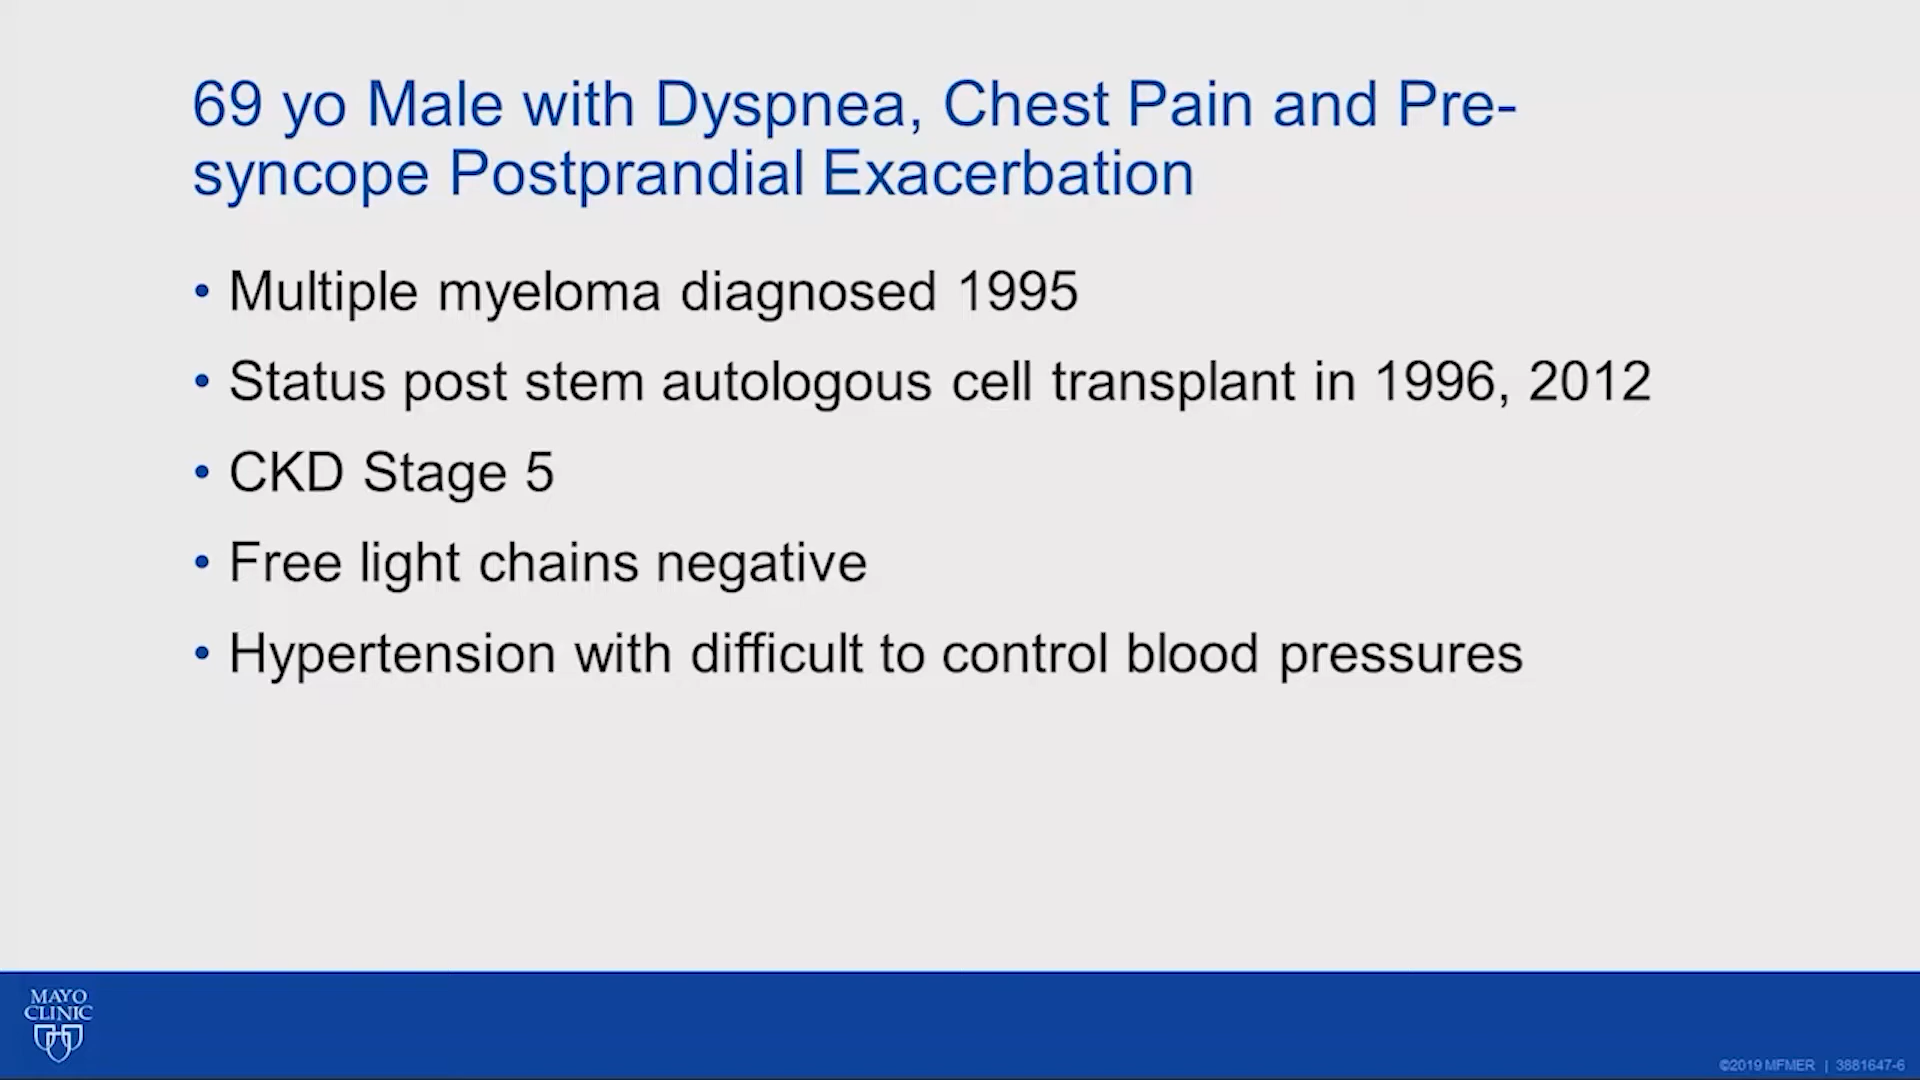 69 yo Male with Dyspnea, Chest Pain and Pre-
syncope Postprandial Exacerbation
• Multiple myeloma diagnosed 1995
• Status post stem autologous cell transplant in 1996, 2012
• CKD Stage 5
• Free light chains negative
• Hypertension with difficult to control blood pressures
MAYO
CLINIC
©2019 MFMER | 3881647-6